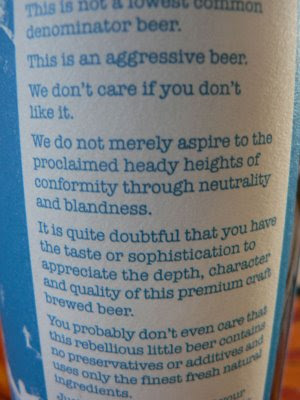 This is not a lowest common
denominator beer.
This is an aggressive beer.
We don't care if you don't
like it.
We do not merely aspire to the
proclaimed heady heights of
conformity through neutrality
and blandness.
It is quite doubtful that you have
the taste or sophistication to
appreciate the depth, character
and quality of this premium craft
brewed beer.
You probably don't even care that
this rebellious little beer contains
no preservatives or additives and
uses only the finest fresh natural
ingredients.
your